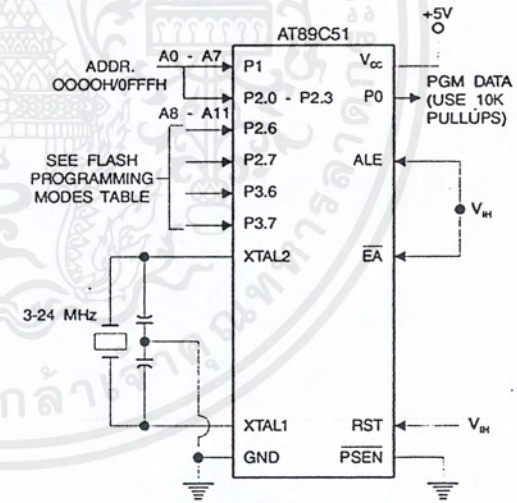 AT89C51
+5V
A0 - A7
ADDR.
OOOOH/0FFFH
P1
Vcc
P2.0 - P2.3
P0
PGM DATA
(USE 10K
PULLUPS)
A8 - A11
P2.6
SEE FLASH
PROGRAMMING
MODES TABLE
P2.7
ALE
P3.6
P3.7
VIH
XTAL2
EA
3-24 MHz
XTAL1
RST
VIH
GND
PSEN